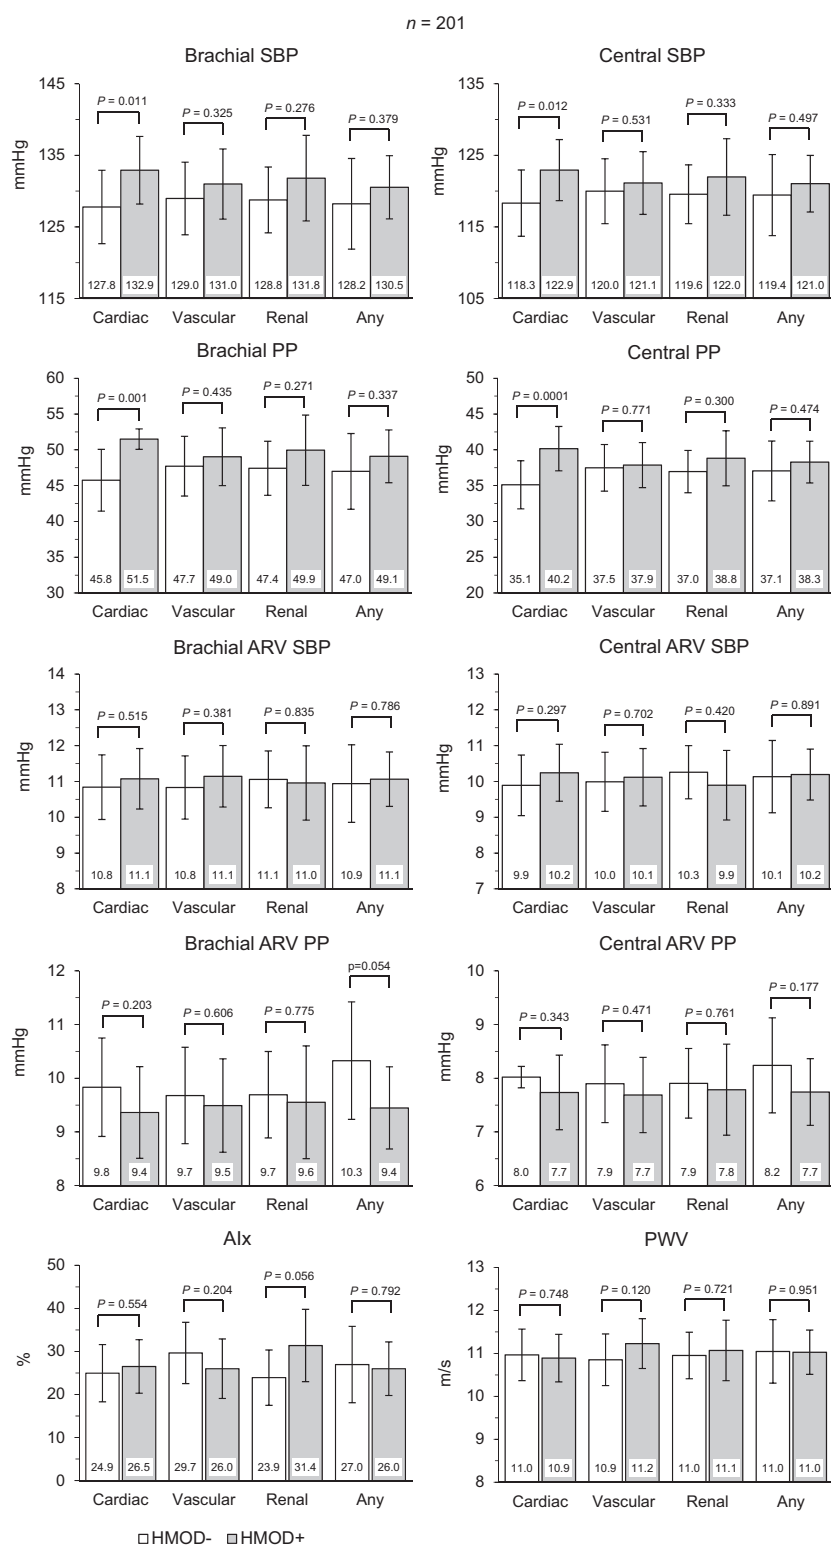 n = 201
Brachial SBP
mmHg
145
135
125
115
P = 0.011
P = 0.325
P = 0.276
P = 0.379
127.8 132.9 129.0 131.0 128.8 131.8 128.2 130.5
Cardiac Vascular Renal Any
Central SBP
mmHg
135
125
115
105
P = 0.012
P = 0.531
P = 0.333
P = 0.497
118.3 122.9 120.0 121.1 119.6 122.0 119.4 121.0
Cardiac Vascular Renal Any
Brachial PP
mmHg
60
55
50
45
40
35
30
P = 0.001
P = 0.435
P = 0.271
P = 0.337
45.8 51.5 47.7 49.0 47.4 49.9 47.0 49.1
Cardiac Vascular Renal Any
Central PP
mmHg
50
45
40
35
30
25
20
P = 0.0001
P = 0.771
P = 0.300
P = 0.474
35.1 40.2 37.5 37.9 37.0 38.8 37.1 38.3
Cardiac Vascular Renal Any
Brachial ARV SBP
mmHg
14
13
12
11
10
9
8
P = 0.515
P = 0.381
P = 0.835
P = 0.786
10.8 11.1 10.8 11.1 11.1 11.0 10.9 11.1
Cardiac Vascular Renal Any
Central ARV SBP
mmHg
13
12
11
10
9
8
7
P = 0.297
P = 0.702
P = 0.420
P = 0.891
9.9 10.2 10.0 10.1 10.3 9.9 10.1 10.2
Cardiac Vascular Renal Any
Brachial ARV PP
mmHg
12
11
10
9
8
P = 0.203
P = 0.606
P = 0.775
p=0.054
9.8 9.4 9.7 9.5 9.7 9.6 10.3 9.4
Cardiac Vascular Renal Any
Central ARV PP
mmHg
10
9
8
7
6
P = 0.343
P = 0.471
P = 0.761
P = 0.177
8.0 7.7 7.9 7.7 7.9 7.8 8.2 7.7
Cardiac Vascular Renal Any
AIx
%
50
40
30
20
10
0
P = 0.554
P = 0.204
P = 0.056
P = 0.792
24.9 26.5 29.7 26.0 23.9 31.4 27.0 26.0
Cardiac Vascular Renal Any
PWV
m/s
13
12
11
10
9
8
P = 0.748
P = 0.120
P = 0.721
P = 0.951
11.0 10.9 10.9 11.2 11.0 11.1 11.0 11.0
Cardiac Vascular Renal Any
HMOD- HMOD+